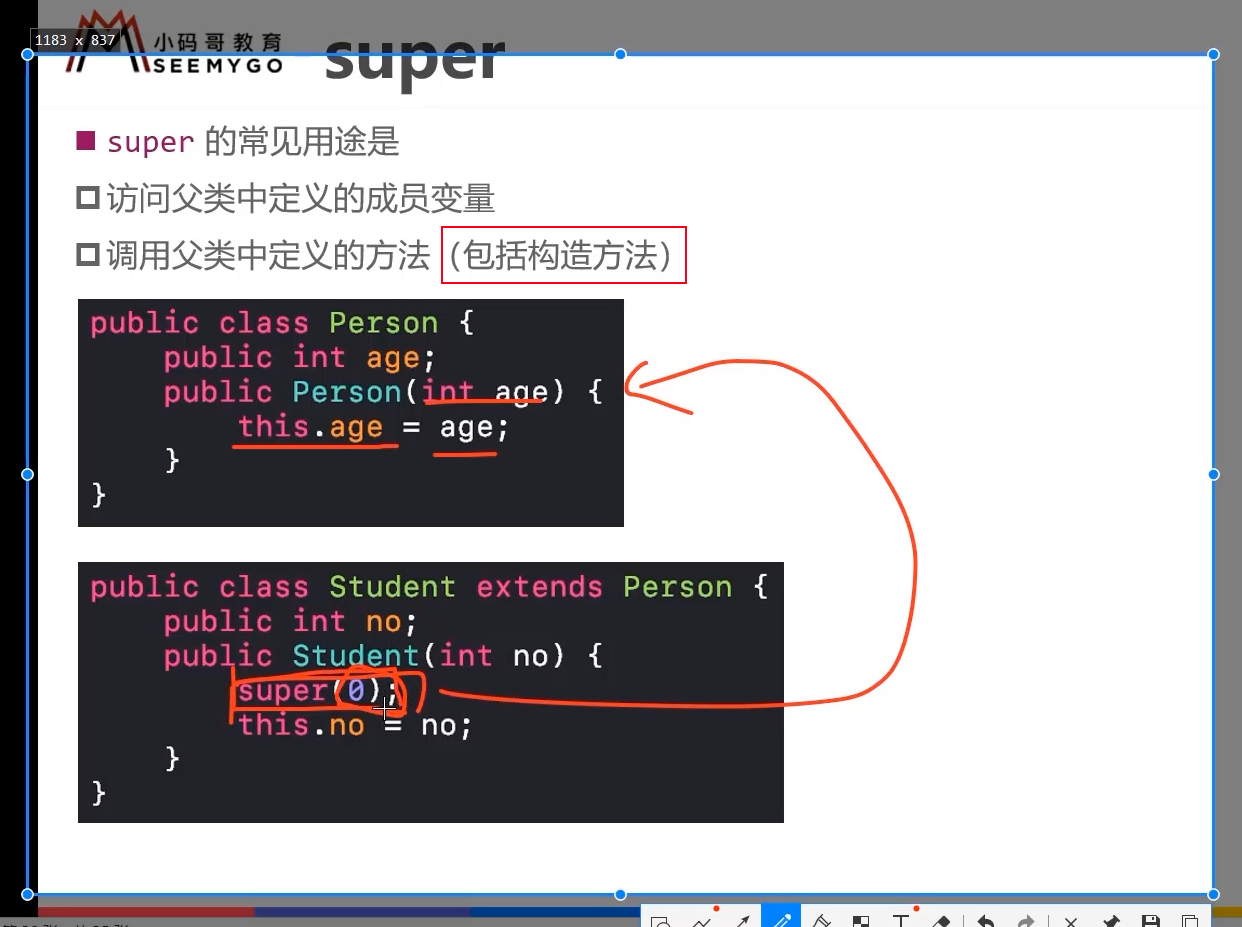 1183 x 837
小码哥教育
SEEMYGO
super
super 的常见用途是
访问父类中定义的成员变量
调用父类中定义的方法（包括构造方法）
public class Person {
    public int age;
    public Person(int age) {
        this.age = age;
    }
}
public class Student extends Person {
    public int no;
    public Student(int no) {
        super(0);
        this.no = no;
    }
}